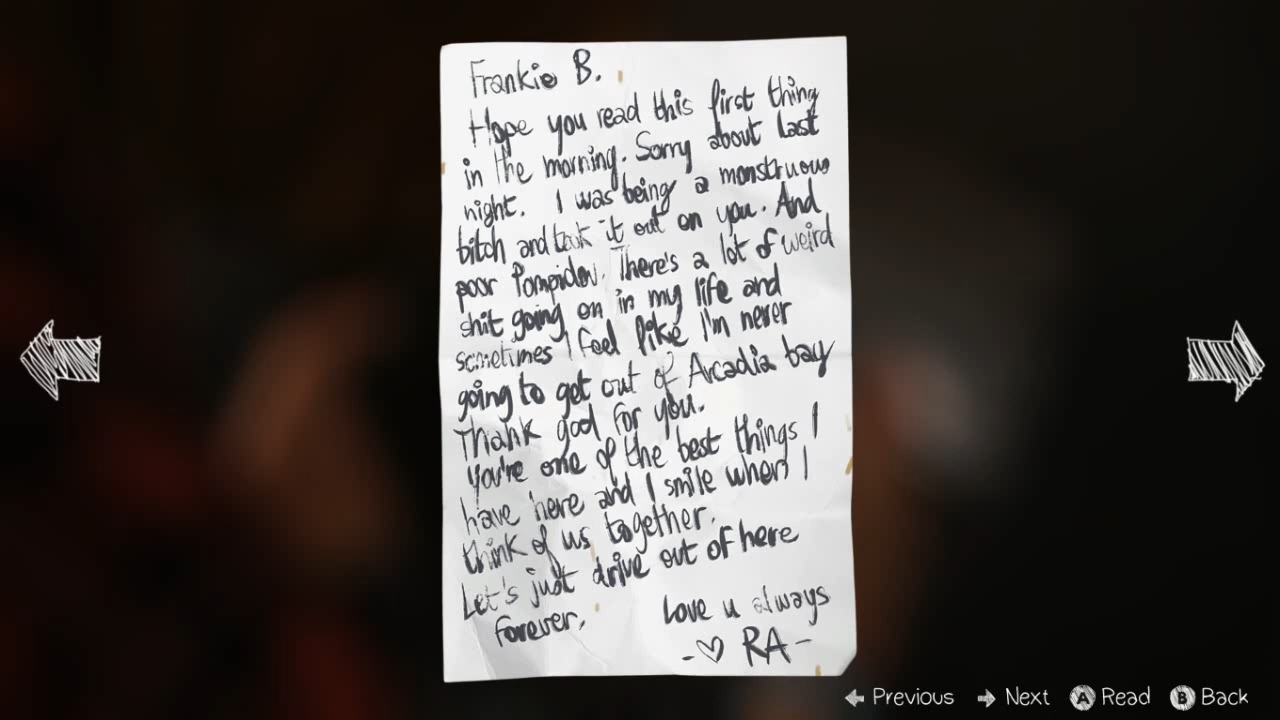 Frankie B.
Hope you read this first thing
in the morning. Sorry about Last
night. I was being a monstruous
bitch and took it out on you. And
poor Pompidou. There's a lot of weird
shit going on in my life and
sometimes I feel like I'm never
going to get out of Arcadia bay
Thank god for you.
You're one of the best things I
have here and I smile when I
think of us together.
Let's just drive out of here
forever.
Love u always
-♡ RA-
Previous Next A Read B Back